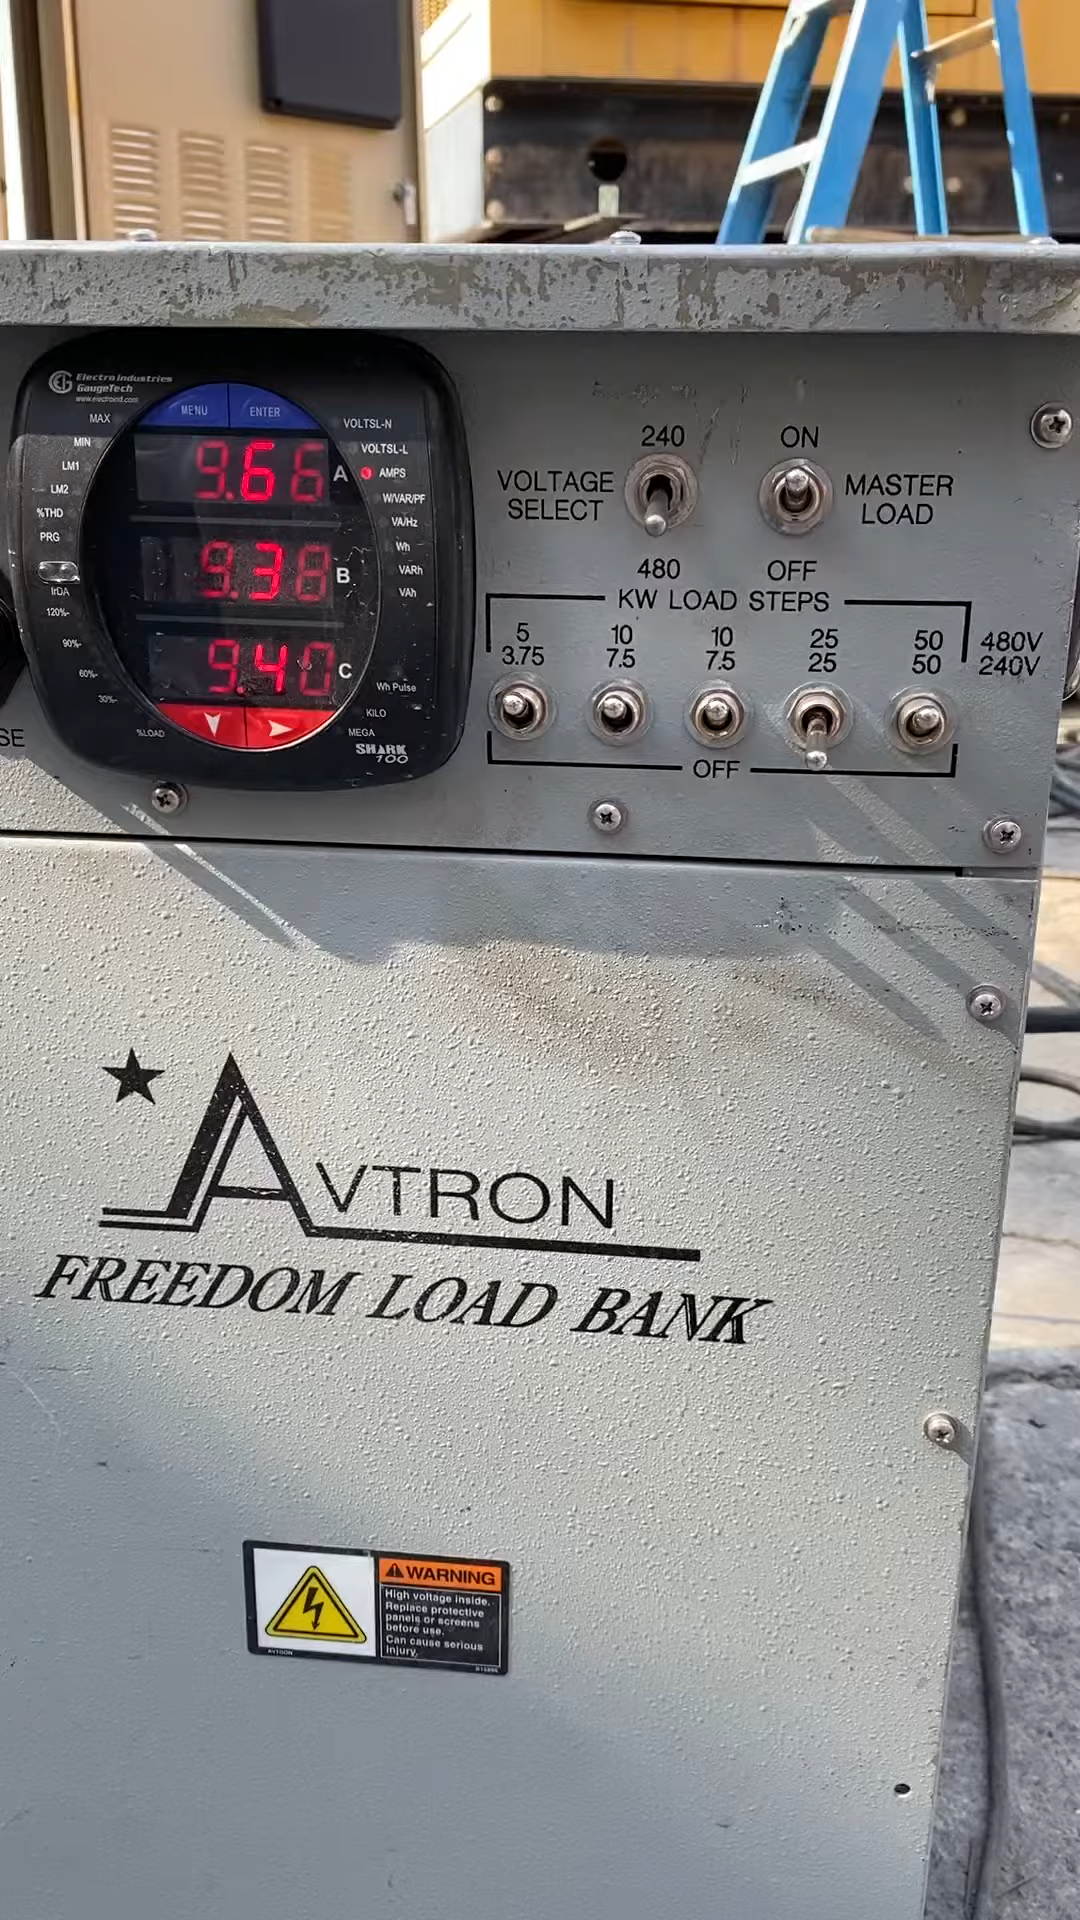 Electro Industries
GaugeTech
www.electroind.com
MENU
ENTER
MAX
MIN
LM1
LM2
%THD
PRG
IrDA
120%-
90%-
60%-
30%-
%LOAD
9.66 A
9.38 B
9.40 C
VOLTSL-N
VOLTSL-L
AMPS
W/VAR/PF
VA/Hz
Wh
VARh
VAh
Wh Pulse
KILO
MEGA
SHARK
100
SE
240
VOLTAGE
SELECT
480
ON
MASTER
LOAD
OFF
KW LOAD STEPS
5 10 10 25 50 480V
3.75 7.5 7.5 25 50 240V
OFF
AVTRON
FREEDOM LOAD BANK
WARNING
High voltage inside.
Replace protective
panels or screens
before use.
Can cause serious
injury.
AVTRON